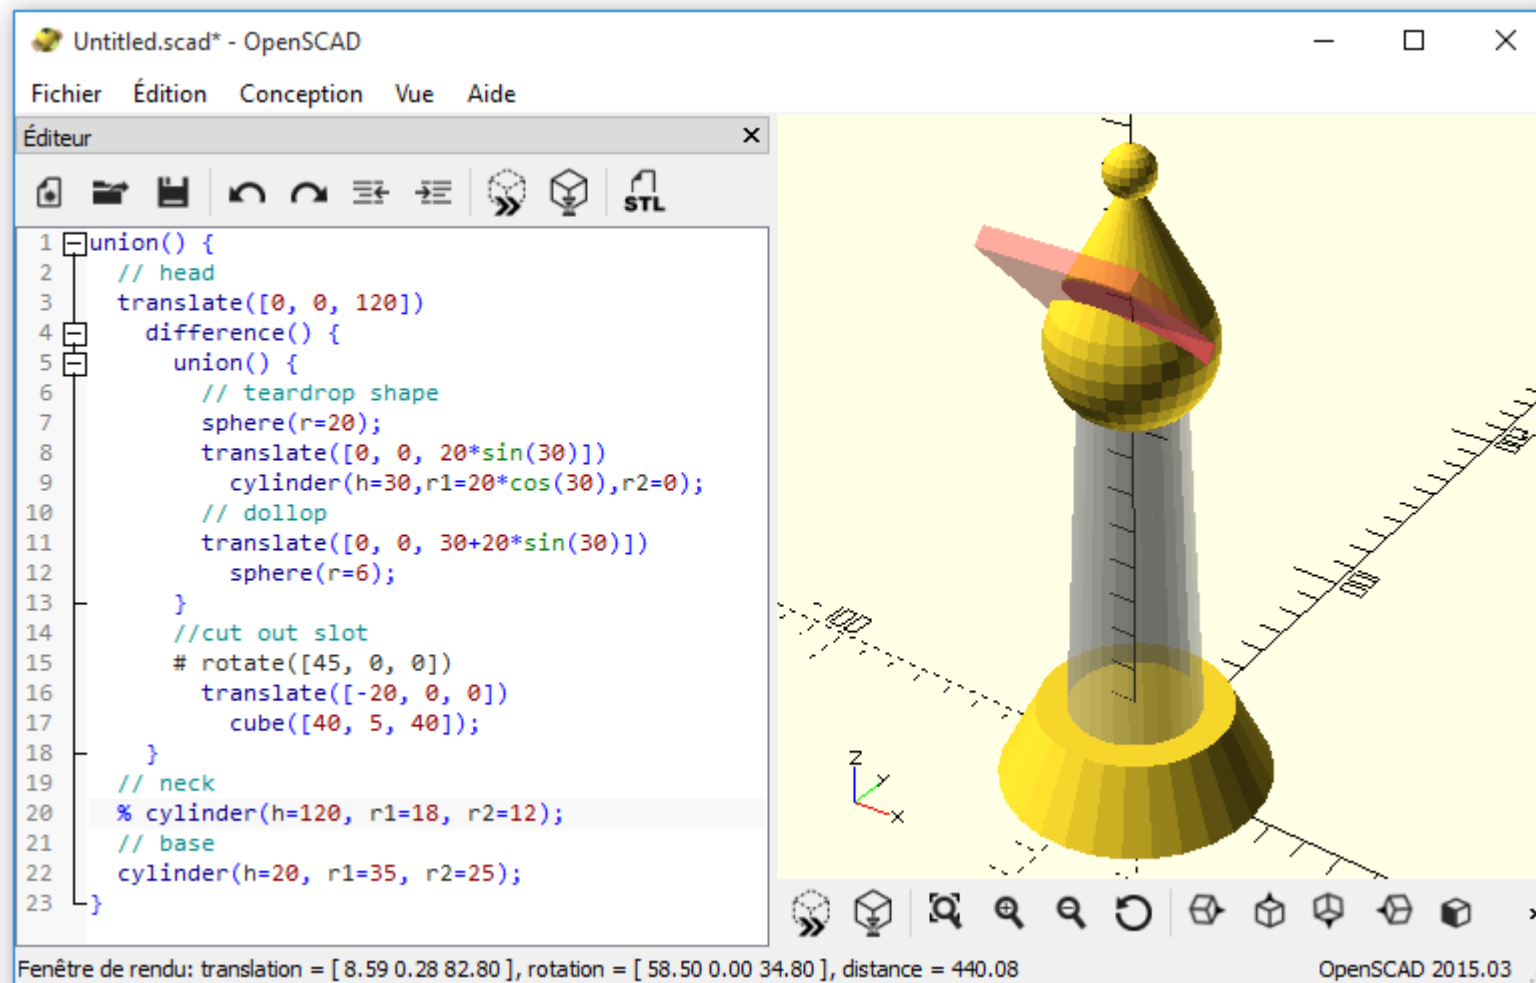 Untitled.scad* - OpenSCAD
Fichier Édition Conception Vue Aide
Éditeur
STL
1 union() {
2 // head
3 translate([0, 0, 120])
4 difference() {
5 union() {
6 // teardrop shape
7 sphere(r=20);
8 translate([0, 0, 20*sin(30)])
9 cylinder(h=30,r1=20*cos(30),r2=0);
10 // dollop
11 translate([0, 0, 30+20*sin(30)])
12 sphere(r=6);
13 }
14 //cut out slot
15 # rotate([45, 0, 0])
16 translate([-20, 0, 0])
17 cube([40, 5, 40]);
18 }
19 // neck
20 % cylinder(h=120, r1=18, r2=12);
21 // base
22 cylinder(h=20, r1=35, r2=25);
23 }
Z
Y
X
Fenêtre de rendu: translation = [ 8.59 0.28 82.80 ], rotation = [ 58.50 0.00 34.80 ], distance = 440.08
OpenSCAD 2015.03